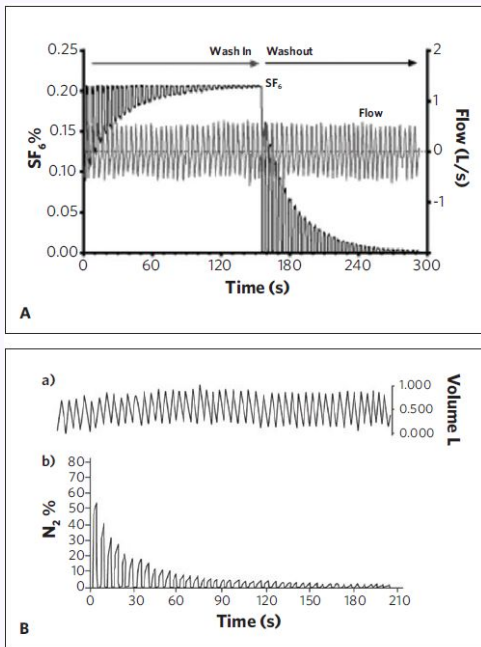 Wash In
Washout
SF6
Flow
0.25
0.20
0.15
0.10
0.05
0.00
SF6%
2
1
0
-1
Flow (L/s)
0
60
120
180
240
300
Time (s)
A
a)
1.000
0.500
0.000
Volume L
b)
80
70
60
50
40
30
20
10
0
N2 %
0
30
60
90
120
150
180
210
Time (s)
B